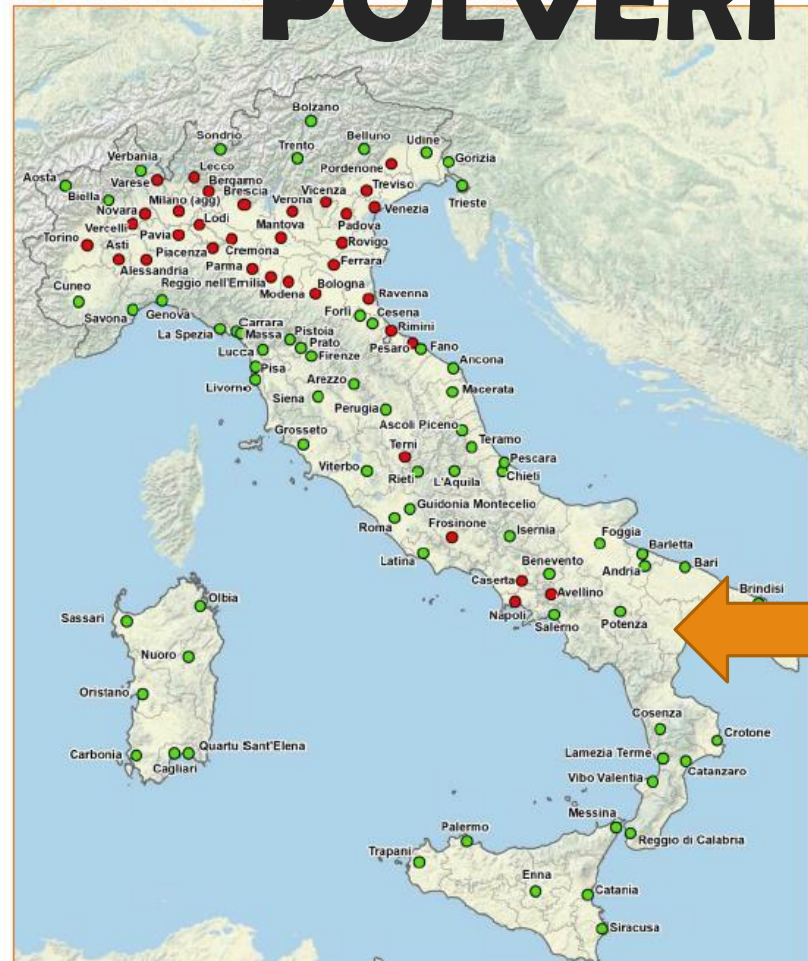 POLVERI
Bolzano
Sondrio
Trento
Belluno
Udine
Verbania
Lecco
Pordenone
Gorizia
Aosta
Varese
Bergamo
Vicenza
Treviso
Biella
Brescia
Verona
Trieste
Novara
Milano (agg)
Venezia
Vercelli
Lodi
Mantova
Padova
Torino
Asti
Pavia
Rovigo
Piacenza
Cremona
Alessandria
Parma
Ferrara
Cuneo
Reggio nell'Emilia
Bologna
Modena
Ravenna
Savona
Genova
Forlì
Cesena
Carrara
Rimini
La Spezia
Massa
Pistoia
Prato
Pesaro
Fano
Lucca
Firenze
Ancona
Pisa
Livorno
Arezzo
Macerata
Siena
Perugia
Ascoli Piceno
Grosseto
Terni
Teramo
Viterbo
Pescara
Rieti
L'Aquila
Chieti
Guidonia Montecelio
Roma
Frosinone
Isernia
Foggia
Barletta
Latina
Benevento
Andria
Bari
Caserta
Avellino
Brindisi
Olbia
Napoli
Salerno
Potenza
Sassari
Nuoro
Oristano
Cosenza
Crotone
Carbonia
Quartu Sant'Elena
Cagliari
Lamezia Terme
Catanzaro
Vibo Valentia
Messina
Palermo
Reggio di Calabria
Trapani
Enna
Catania
Siracusa